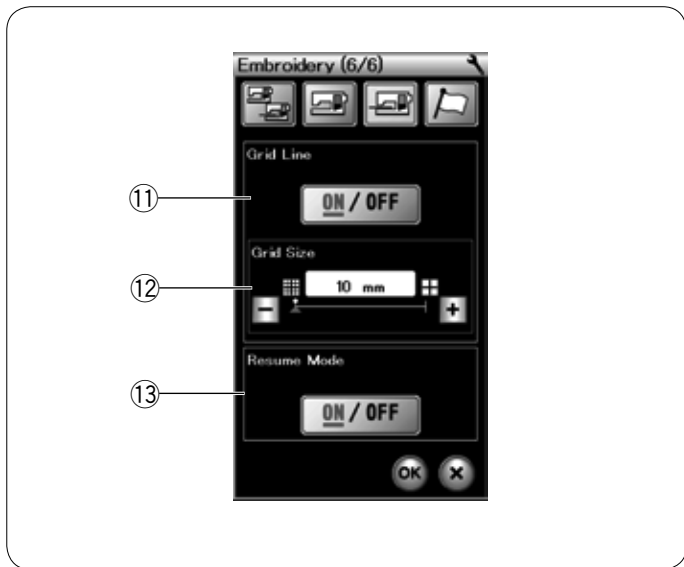 Embroidery (6/6)
Grid Line
⑪
ON / OFF
Grid Size
⑫
10 mm
− +
Resume Mode
⑬
ON / OFF
OK ×